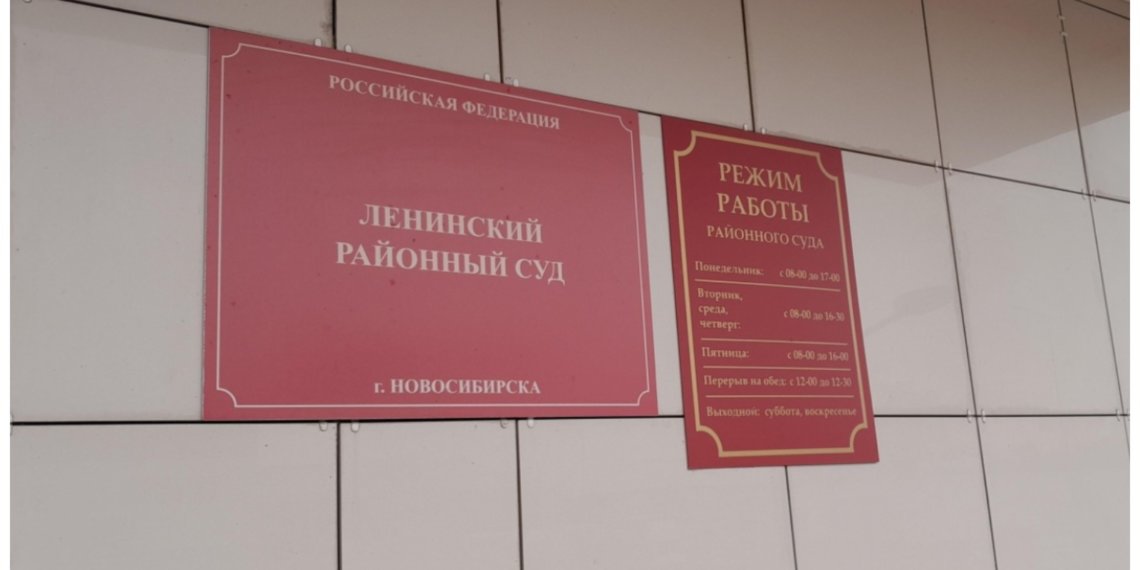 РОССИЙСКАЯ ФЕДЕРАЦИЯ
ЛЕНИНСКИЙ
РАЙОННЫЙ СУД
г. НОВОСИБИРСКА
РЕЖИМ
РАБОТЫ
РАЙОННОГО СУДА
Понедельник: с 08-00 до 17-00
Вторник,
среда, с 08-00 до 16-30
четверг:
Пятница: с 08-00 до 16-00
Перерыв на обед: с 12-00 до 12-30
Выходной: суббота, воскресенье